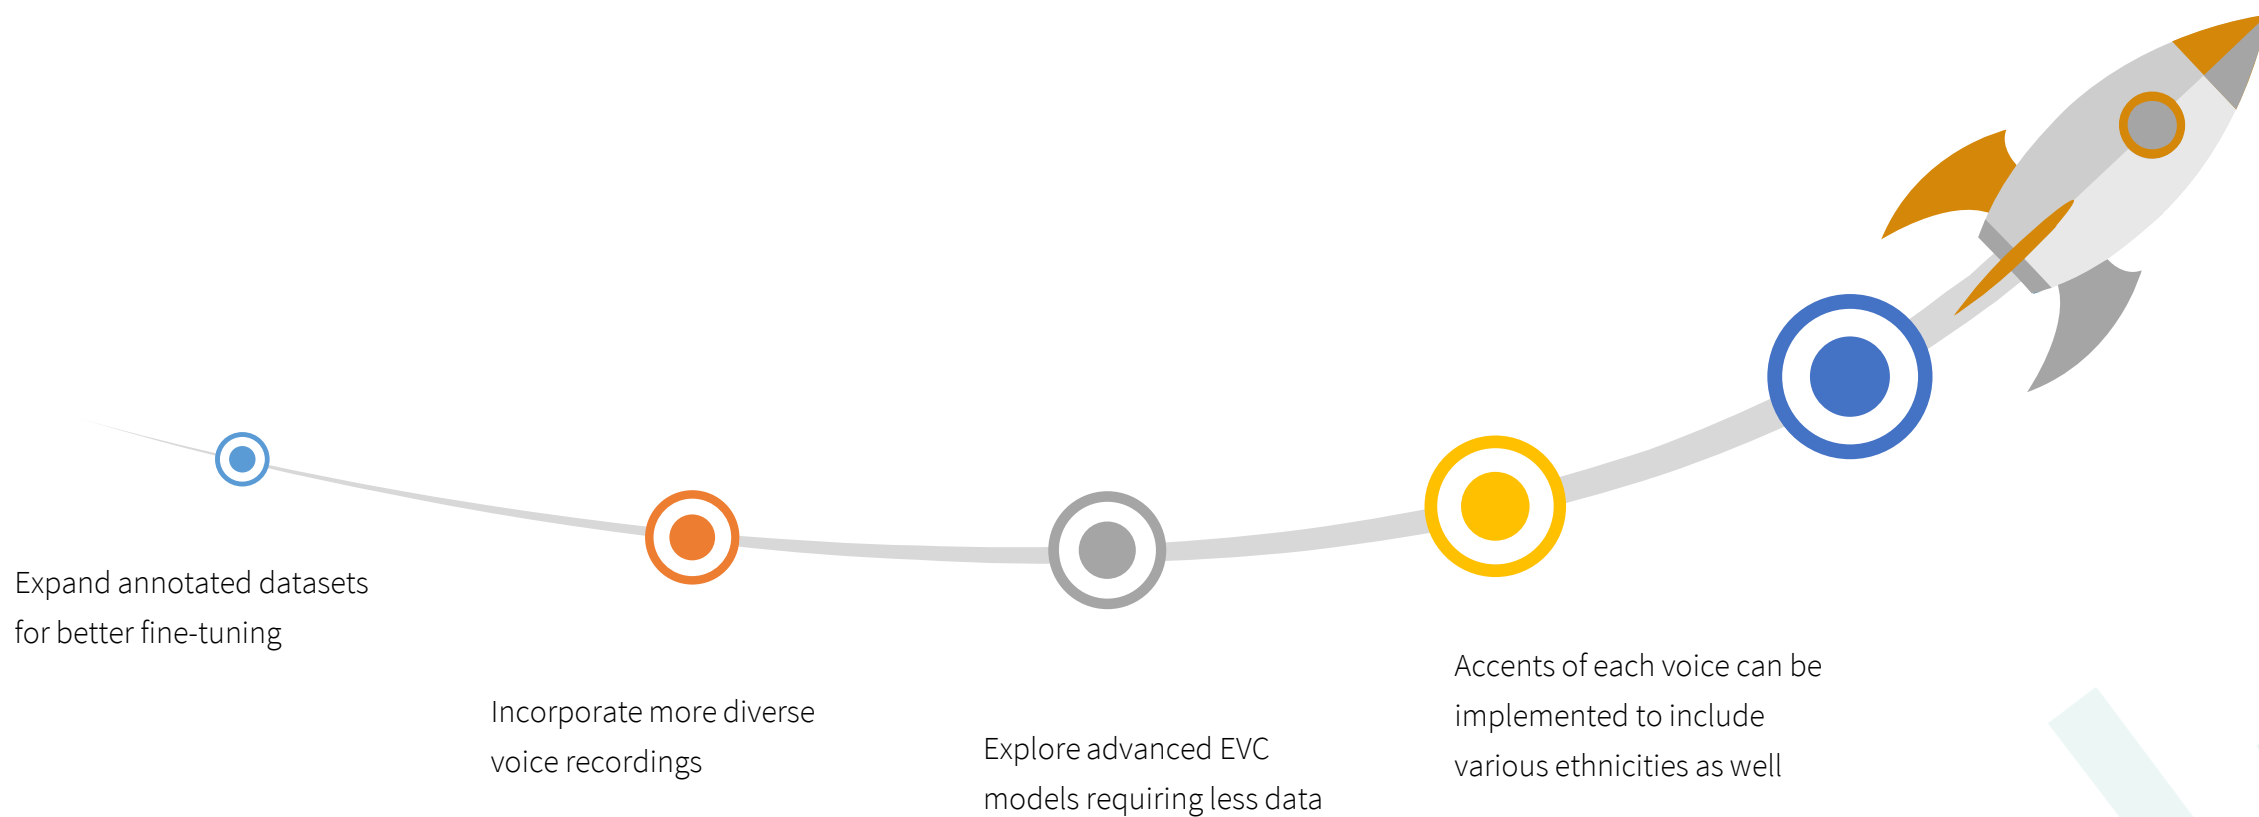 Expand annotated datasets
for better fine-tuning
Incorporate more diverse
voice recordings
Explore advanced EVC
models requiring less data
Accents of each voice can be
implemented to include
various ethnicities as well